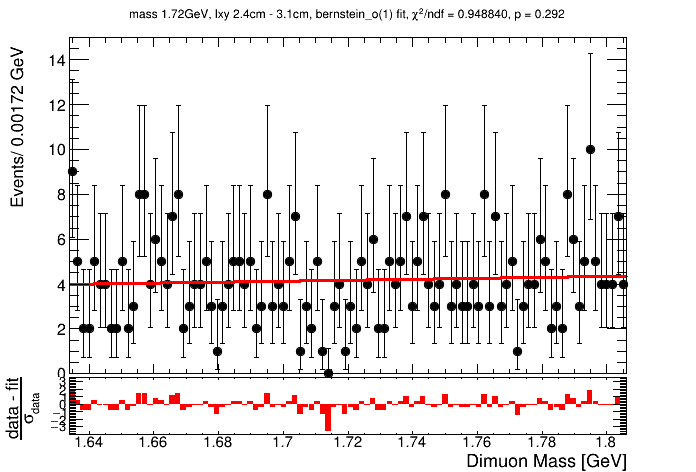 mass 1.72GeV, lxy 2.4cm - 3.1cm, bernstein_o(1) fit, χ²/ndf = 0.948840, p = 0.292
Events/ 0.00172 GeV
14
12
10
8
6
4
2
0
data - fit
σdata
3
2
1
0
−1
−2
−3
1.64 1.66 1.68 1.7 1.72 1.74 1.76 1.78 1.8
Dimuon Mass [GeV]